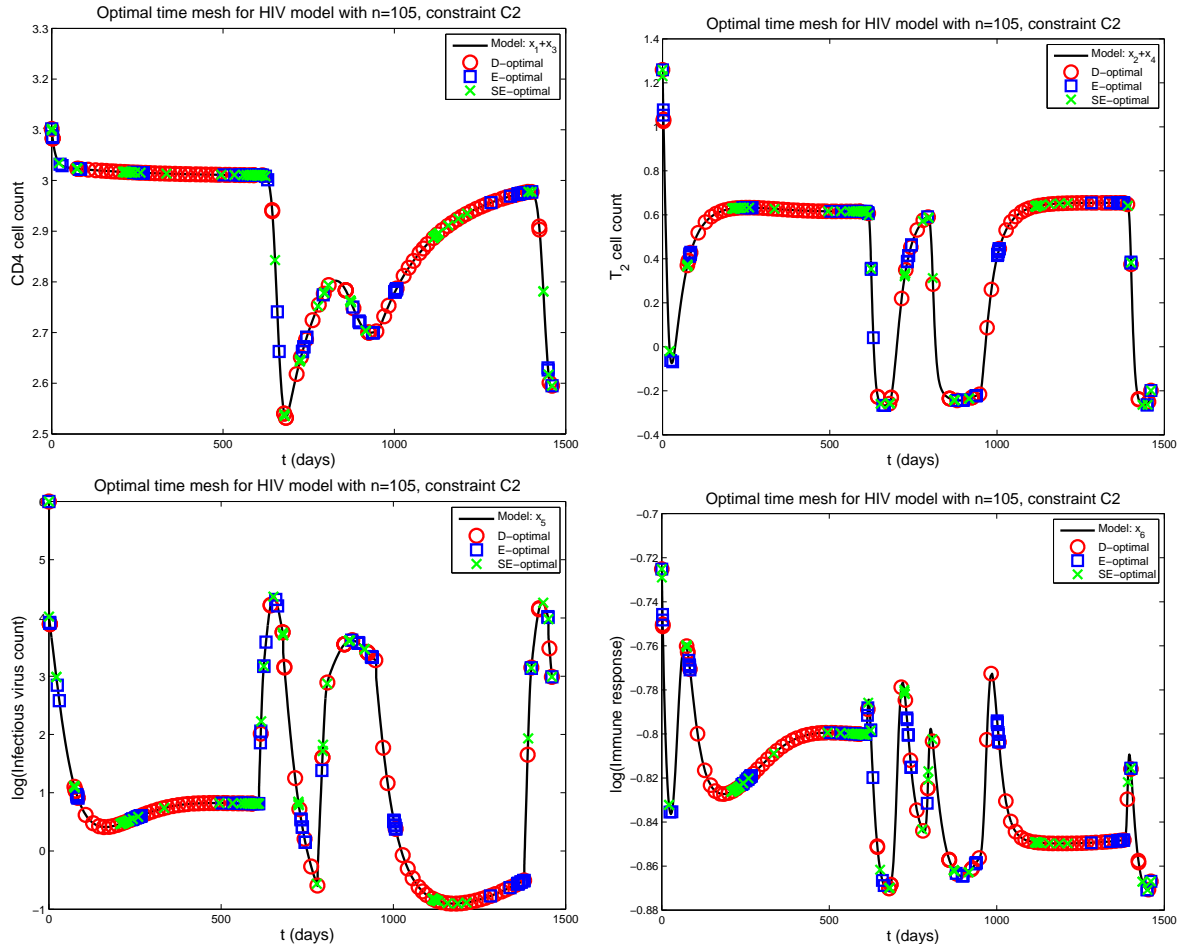 Optimal time mesh for HIV model with n=105, constraint C2
3.3
3.2
3.1
3
2.9
2.8
2.7
2.6
2.5
0
500
1000
1500
t (days)
CD4 cell count
Model: x1+x3
D−optimal
E−optimal
SE−optimal
Optimal time mesh for HIV model with n=105, constraint C2
1.4
1.2
1
0.8
0.6
0.4
0.2
0
−0.2
−0.4
0
500
1000
1500
t (days)
T2 cell count
Model: x2+x4
D−optimal
E−optimal
SE−optimal
Optimal time mesh for HIV model with n=105, constraint C2
5
4
3
2
1
0
−1
0
500
1000
1500
t (days)
log(Infectious virus count)
Model: x5
D−optimal
E−optimal
SE−optimal
Optimal time mesh for HIV model with n=105, constraint C2
−0.7
−0.72
−0.74
−0.76
−0.78
−0.8
−0.82
−0.84
−0.86
−0.88
0
500
1000
1500
t (days)
log(Immune response)
Model: x6
D−optimal
E−optimal
SE−optimal